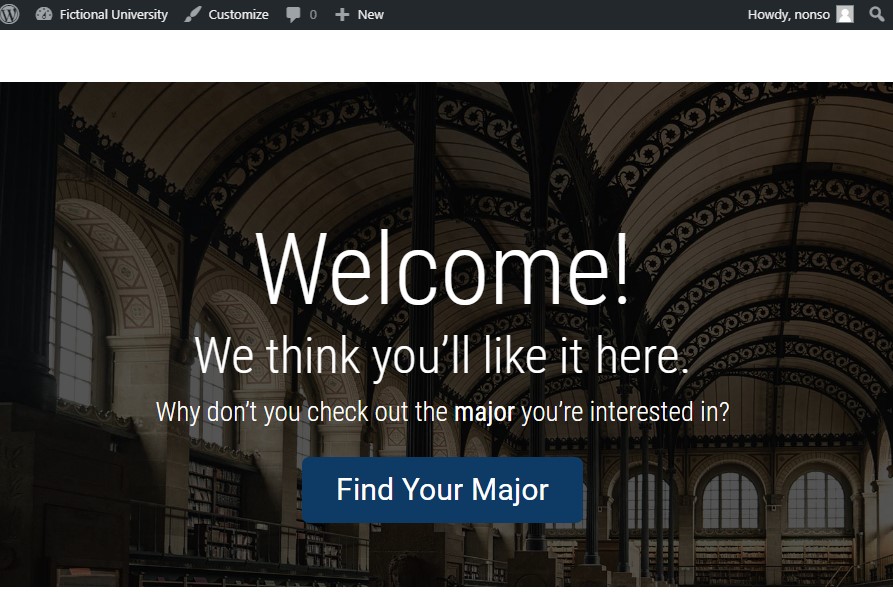 Fictional University Customize 0 New Howdy, nonso
Welcome!
We think you’ll like it here.
Why don’t you check out the major you’re interested in?
Find Your Major